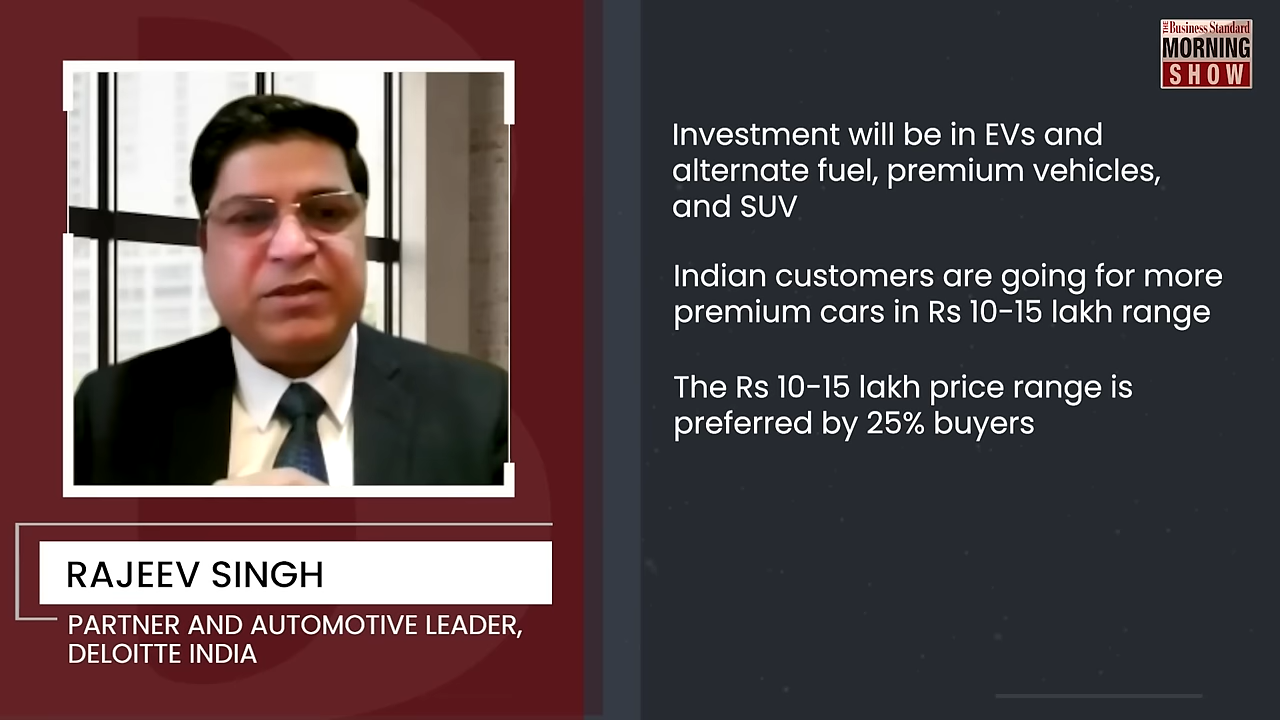 THE Business Standard
MORNING
SHOW
Investment will be in EVs and
alternate fuel, premium vehicles,
and SUV
Indian customers are going for more
premium cars in Rs 10-15 lakh range
The Rs 10-15 lakh price range is
preferred by 25% buyers
RAJEEV SINGH
PARTNER AND AUTOMOTIVE LEADER,
DELOITTE INDIA